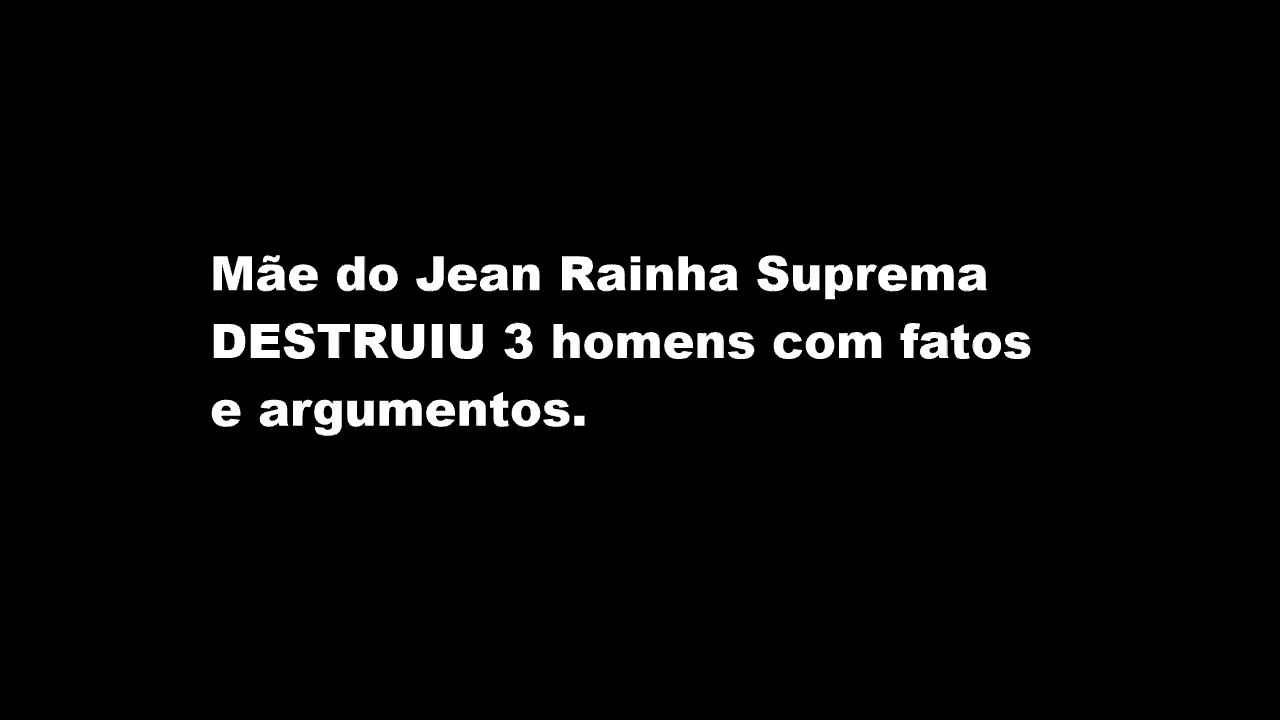 Mãe do Jean Rainha Suprema
DESTRUIU 3 homens com fatos
e argumentos.